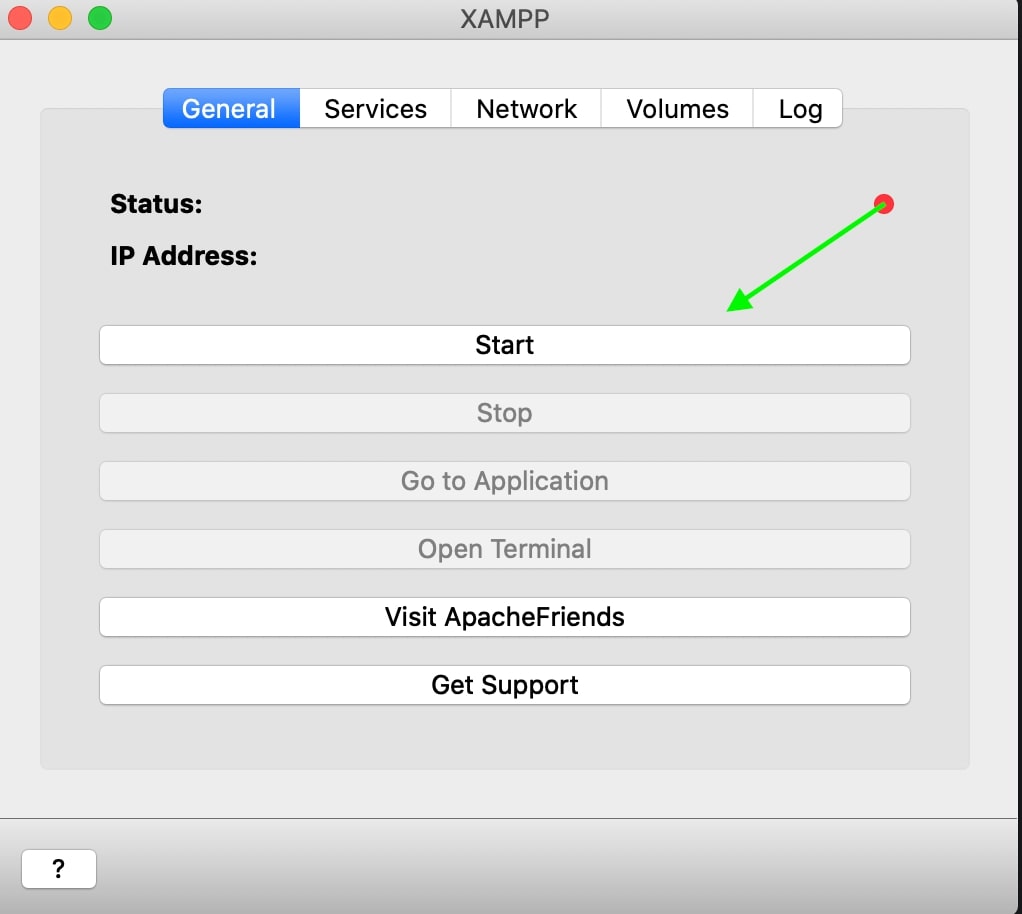 XAMPP
General Services Network Volumes Log
Status:
IP Address:
Start
Stop
Go to Application
Open Terminal
Visit ApacheFriends
Get Support
?